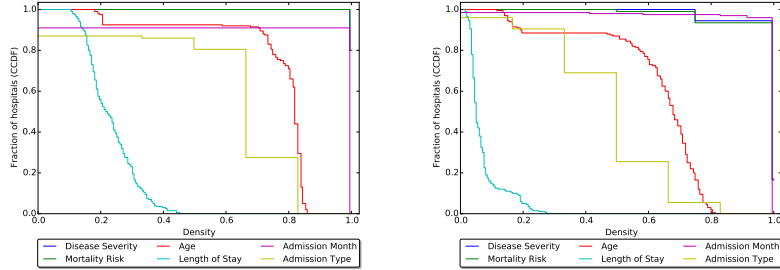 Fraction of hospitals (CCDF)
1.0
0.8
0.6
0.4
0.2
0.0
0.0 0.2 0.4 0.6 0.8 1.0
Density
Disease Severity Age Admission Month
Mortality Risk Length of Stay Admission Type
Fraction of hospitals (CCDF)
1.0
0.8
0.6
0.4
0.2
0.0
0.0 0.2 0.4 0.6 0.8 1.0
Density
Disease Severity Age Admission Month
Mortality Risk Length of Stay Admission Type